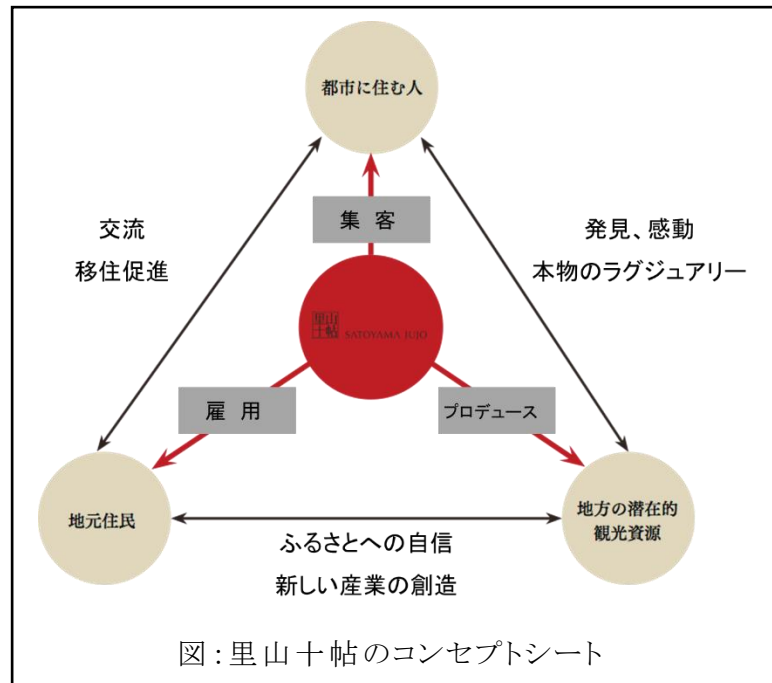 都市に住む人
集客
交流
移住促進
発見、感動
本物のラグジュアリー
里山
十帖
SATOYAMA JUJO
雇用
プロデュース
地元住民
地方の潜在的
観光資源
ふるさとへの自信
新しい産業の創造
図:里山十帖のコンセプトシート